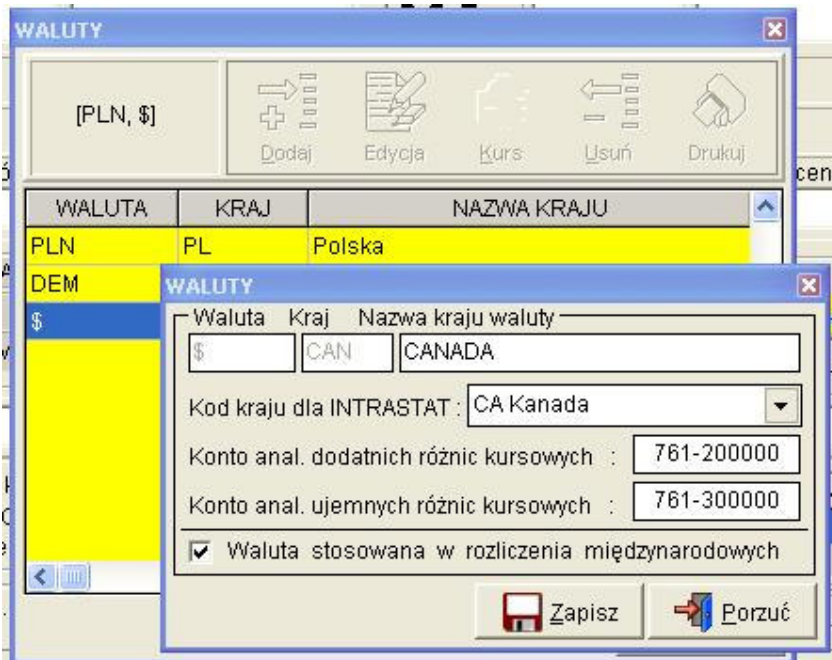 WALUTY
[PLN, $]
Dodaj Edycja Kurs Usuń Drukuj
cen
WALUTA KRAJ NAZWA KRAJU
PLN PL Polska
DEM
$
WALUTY
Waluta Kraj Nazwa kraju waluty
$ CAN CANADA
Kod kraju dla INTRASTAT : CA Kanada
Konto anal. dodatnich różnic kursowych : 761-200000
Konto anal. ujemnych różnic kursowych : 761-300000
Waluta stosowana w rozliczenia międzynarodowych
Zapisz Porzuć